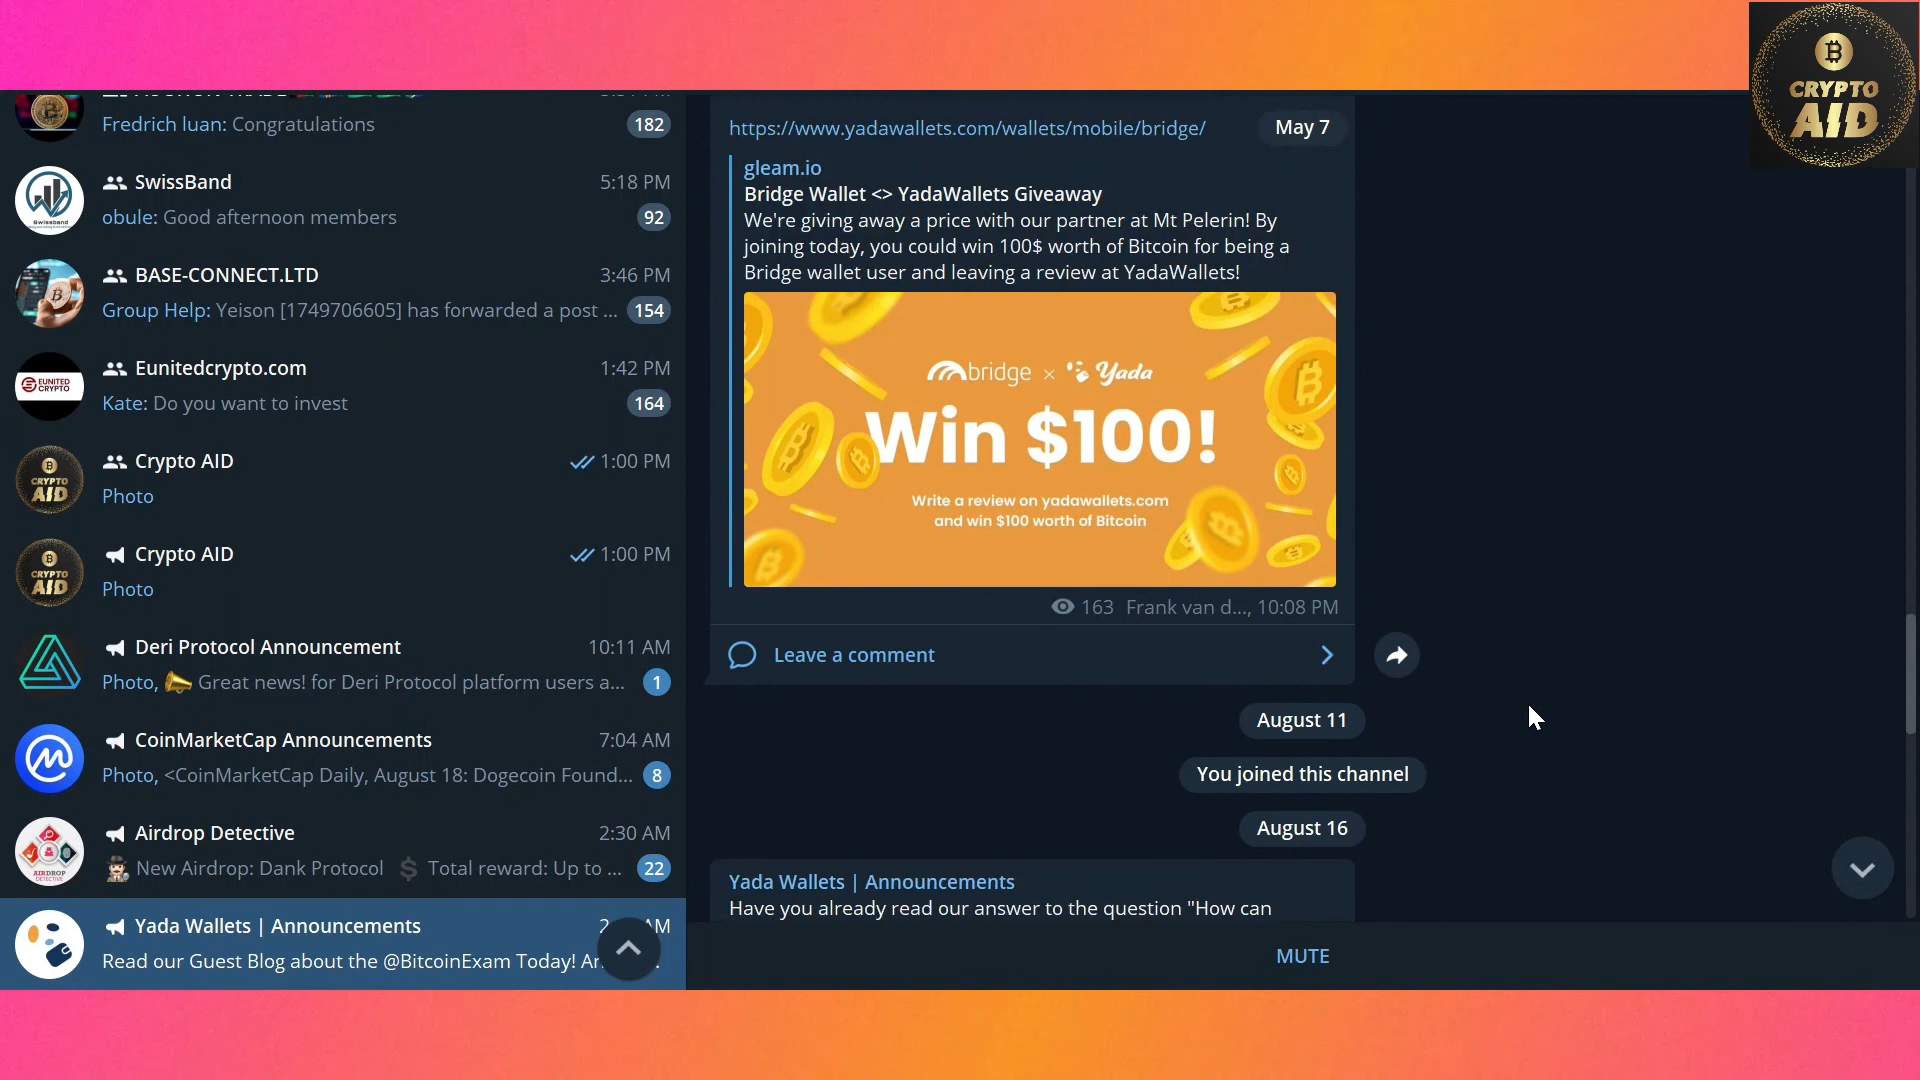 Fredrich luan: Congratulations
182
SwissBand
5:18 PM
obule: Good afternoon members
92
Swissband
BASE-CONNECT.LTD
3:46 PM
Group Help: Yeison [1749706605] has forwarded a post ...
154
Eunitedcrypto.com
1:42 PM
Kate: Do you want to invest
164
EUNITED
CRYPTO
Crypto AID
1:00 PM
Photo
CRYPTO
AID
Crypto AID
1:00 PM
Photo
CRYPTO
AID
Deri Protocol Announcement
10:11 AM
Photo, Great news! for Deri Protocol platform users a...
1
CoinMarketCap Announcements
7:04 AM
Photo, <CoinMarketCap Daily, August 18: Dogecoin Found...
8
Airdrop Detective
2:30 AM
New Airdrop: Dank Protocol Total reward: Up to ...
22
AIRDROP
DETECTIVE
Yada Wallets | Announcements
Read our Guest Blog about the @BitcoinExam Today!
https://www.yadawallets.com/wallets/mobile/bridge/
May 7
gleam.io
Bridge Wallet <> YadaWallets Giveaway
We're giving away a price with our partner at Mt Pelerin! By
joining today, you could win 100$ worth of Bitcoin for being a
Bridge wallet user and leaving a review at YadaWallets!
bridge × Yada
Win $100!
Write a review on yadawallets.com
and win $100 worth of Bitcoin
163 Frank van d..., 10:08 PM
Leave a comment
August 11
You joined this channel
August 16
Yada Wallets | Announcements
Have you already read our answer to the question "How can
MUTE
CRYPTO
AID